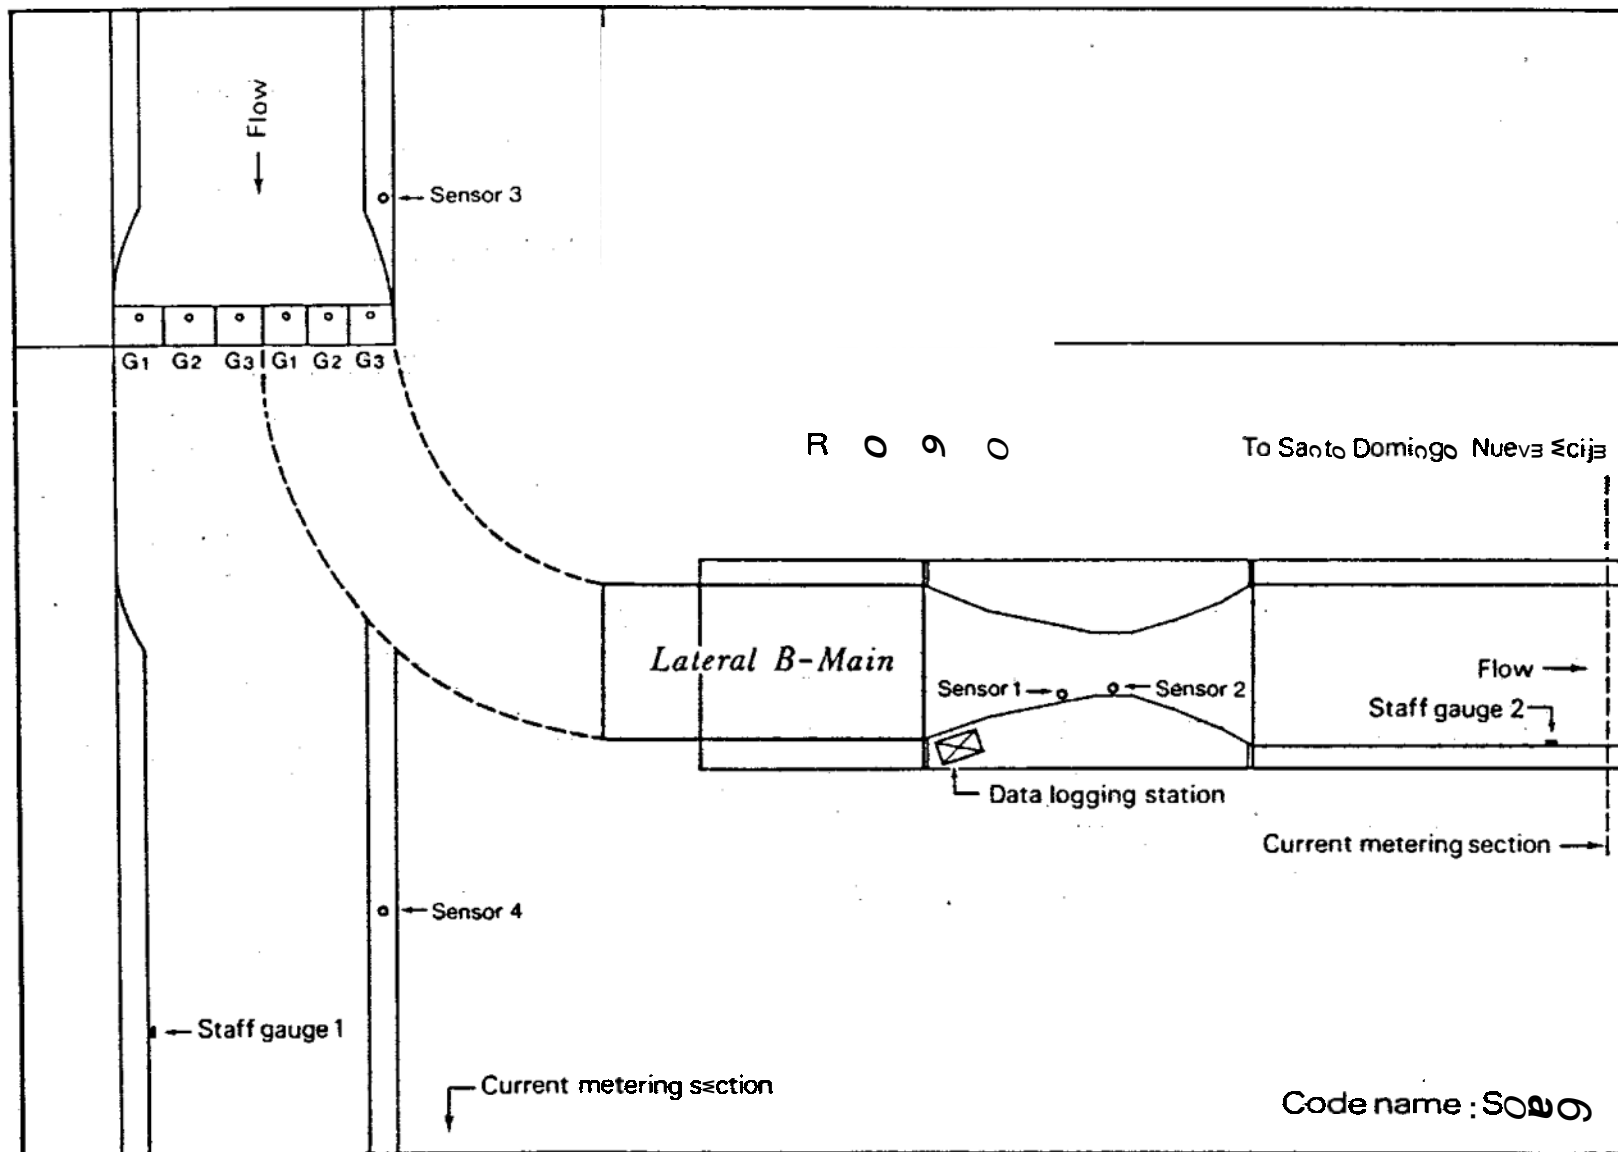 Flow
Sensor 3
G1 G2 G3 G1 G2 G3
R O A D
To Santo Domingo Nueva Ecija
Lateral B-Main
Sensor 1
Sensor 2
Flow
Staff gauge 2
Data logging station
Current metering section
Sensor 4
Staff gauge 1
Current metering section
Code name :